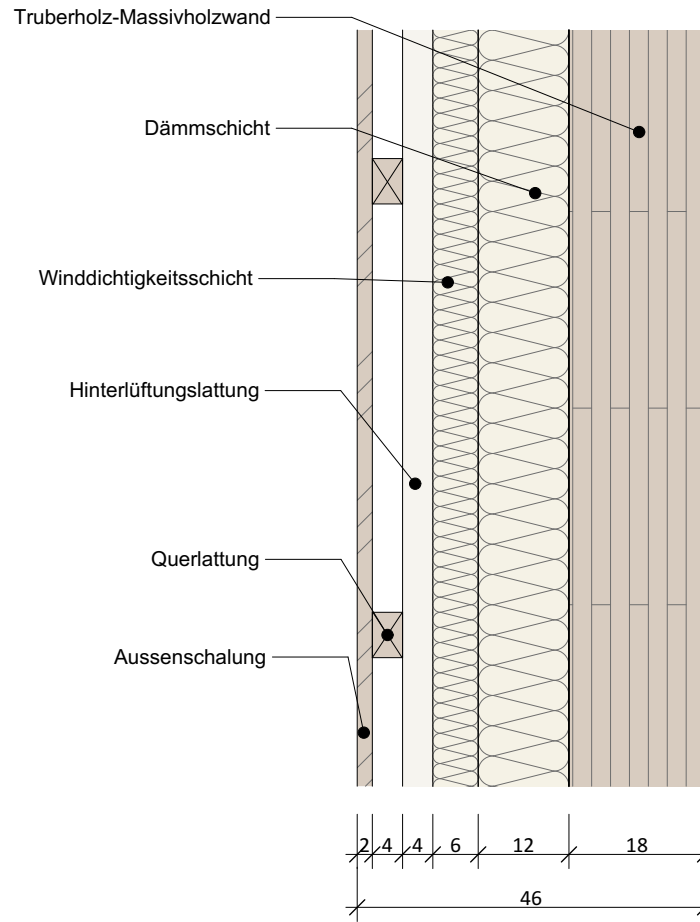 Truberholz-Massivholzwand
Dämmschicht
Winddichtigkeitsschicht
Hinterlüftungslattung
Querlattung
Aussenschalung
2 4 4 6 12 18
46